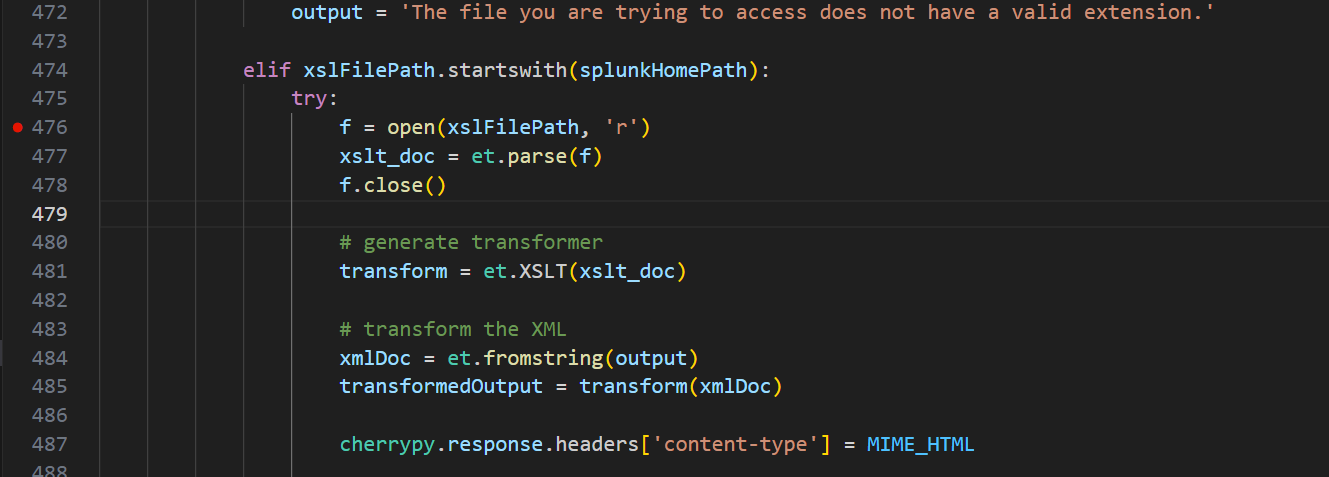 472 output = 'The file you are trying to access does not have a valid extension.'
473
474 elif xslFilePath.startswith(splunkHomePath):
475 try:
476 f = open(xslFilePath, 'r')
477 xslt_doc = et.parse(f)
478 f.close()
479
480 # generate transformer
481 transform = et.XSLT(xslt_doc)
482
483 # transform the XML
484 xmlDoc = et.fromstring(output)
485 transformedOutput = transform(xmlDoc)
486
487 cherrypy.response.headers['content-type'] = MIME_HTML
488